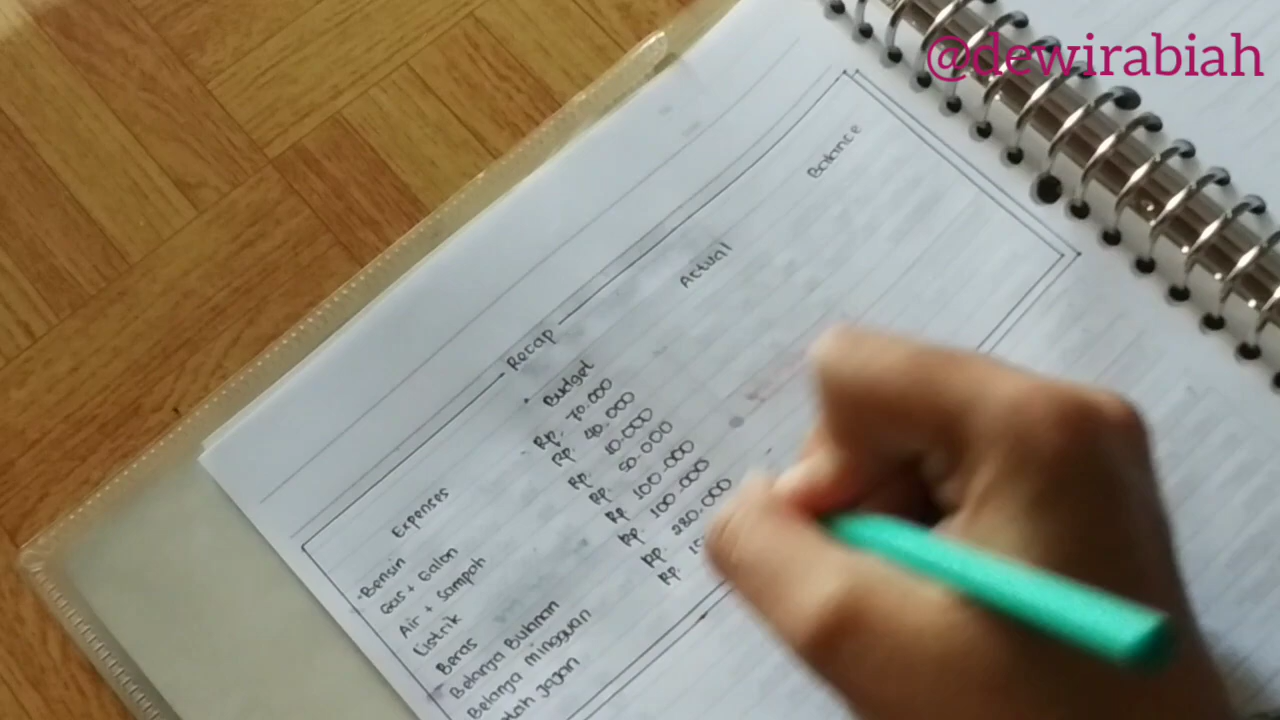 @dewirabiah
Recap
Expenses Budget Actual Balance
Bensin Rp. 70.000
Gas + Galon Rp. 40.000
Air + Sampah Rp. 10.000
Listrik Rp. 50.000
Beras Rp 100.000
Belanja Bulanan Rp. 100.000
Belanja Mingguan Rp. 280.000
jajan Rp.